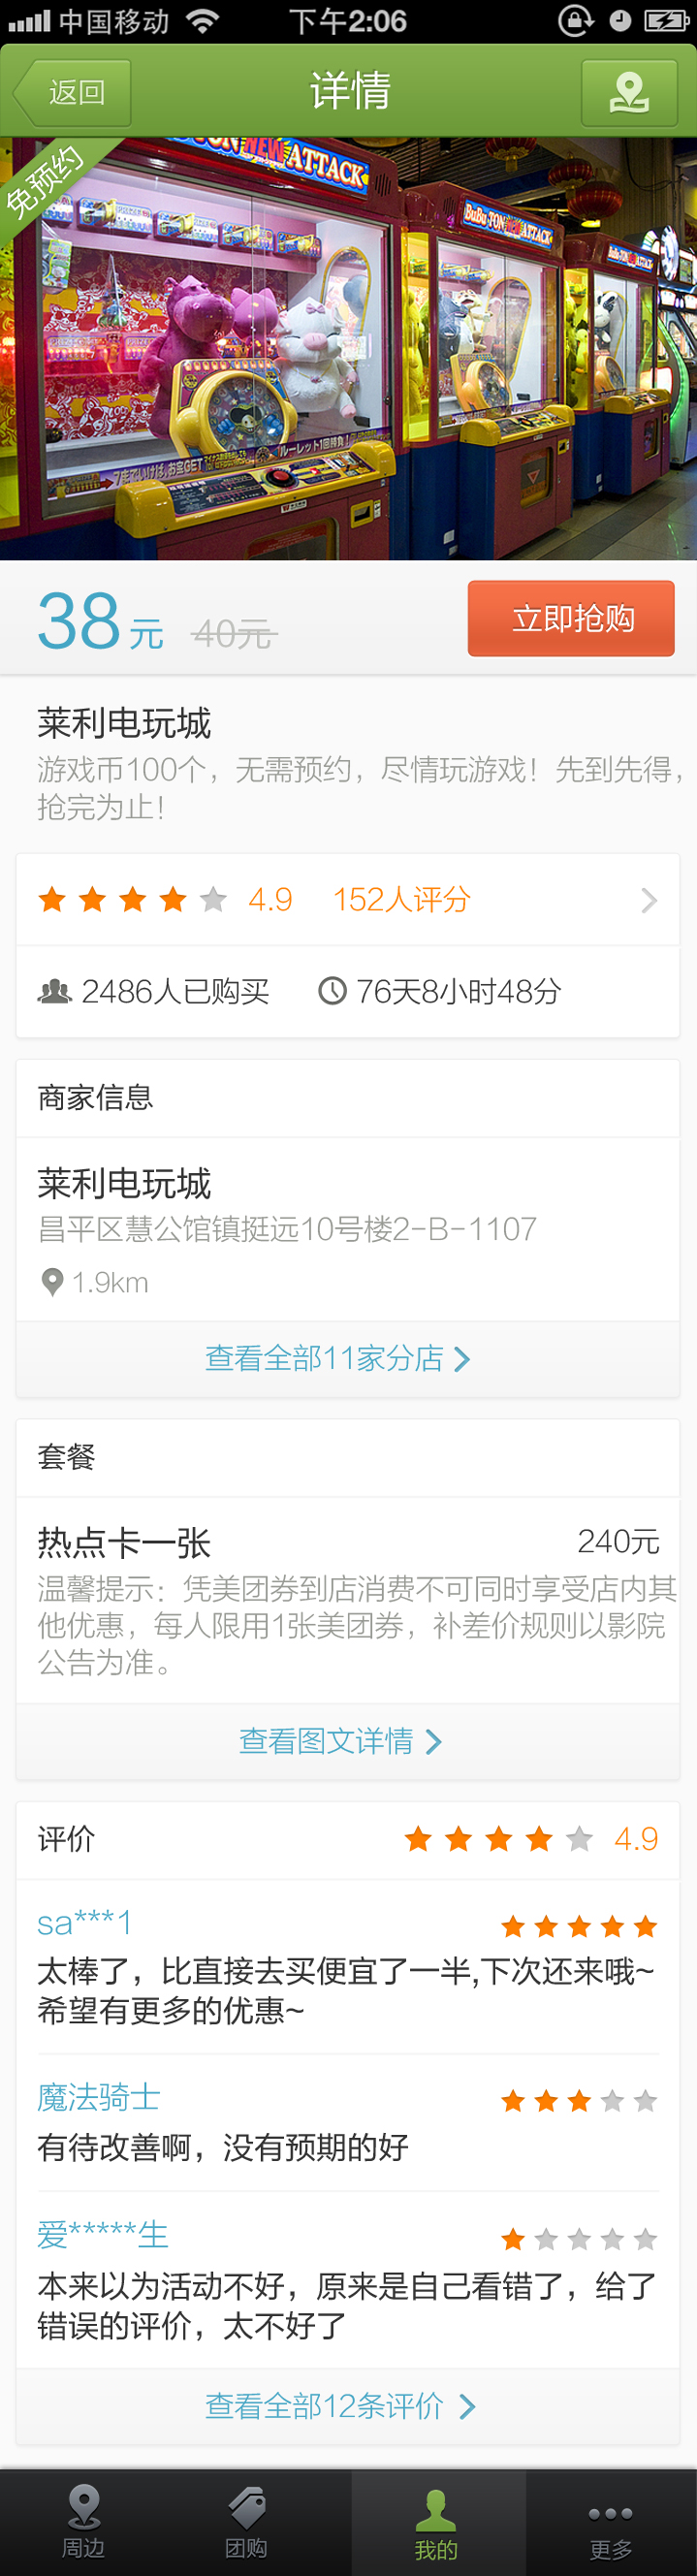 中国移动 下午2:06
返回 详情
免预约
TON NEW ATTACK
BuBu TON NEW ATTACK
38元 40元 立即抢购
莱利电玩城
游戏币100个，无需预约，尽情玩游戏！先到先得，
抢完为止！
4.9 152人评分
2486人已购买 76天8小时48分
商家信息
莱利电玩城
昌平区慧公馆镇挺远10号楼2-B-1107
1.9km
查看全部11家分店
套餐
热点卡一张 240元
温馨提示：凭美团券到店消费不可同时享受店内其
他优惠，每人限用1张美团券，补差价规则以影院
公告为准。
查看图文详情
评价 4.9
sa***1
太棒了，比直接去买便宜了一半,下次还来哦~
希望有更多的优惠~
魔法骑士
有待改善啊，没有预期的好
爱*****生
本来以为活动不好，原来是自己看错了，给了
错误的评价，太不好了
查看全部12条评价
周边 团购 我的 更多